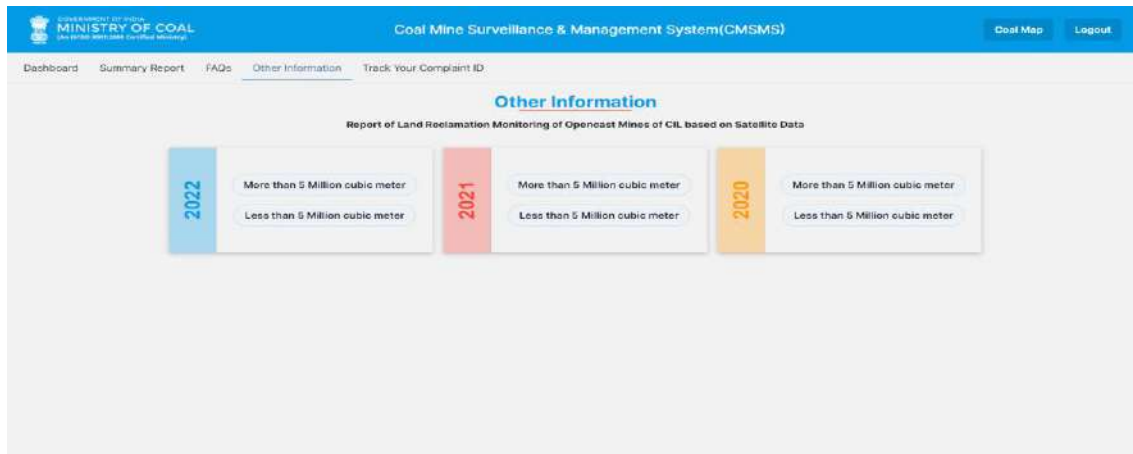 GOVERNMENT OF INDIA
MINISTRY OF COAL
Coal Mine Surveillance & Management System(CMSMS)
Coal Map
Logout
Dashboard
Summary Report
FAQs
Other Information
Track Your Complaint ID
Other Information
Report of Land Reclamation Monitoring of Opencast Mines of CIL based on Satellite Data
2022
More than 5 Million cubic meter
Less than 5 Million cubic meter
2021
More than 5 Million cubic meter
Less than 5 Million cubic meter
2020
More than 5 Million cubic meter
Less than 5 Million cubic meter